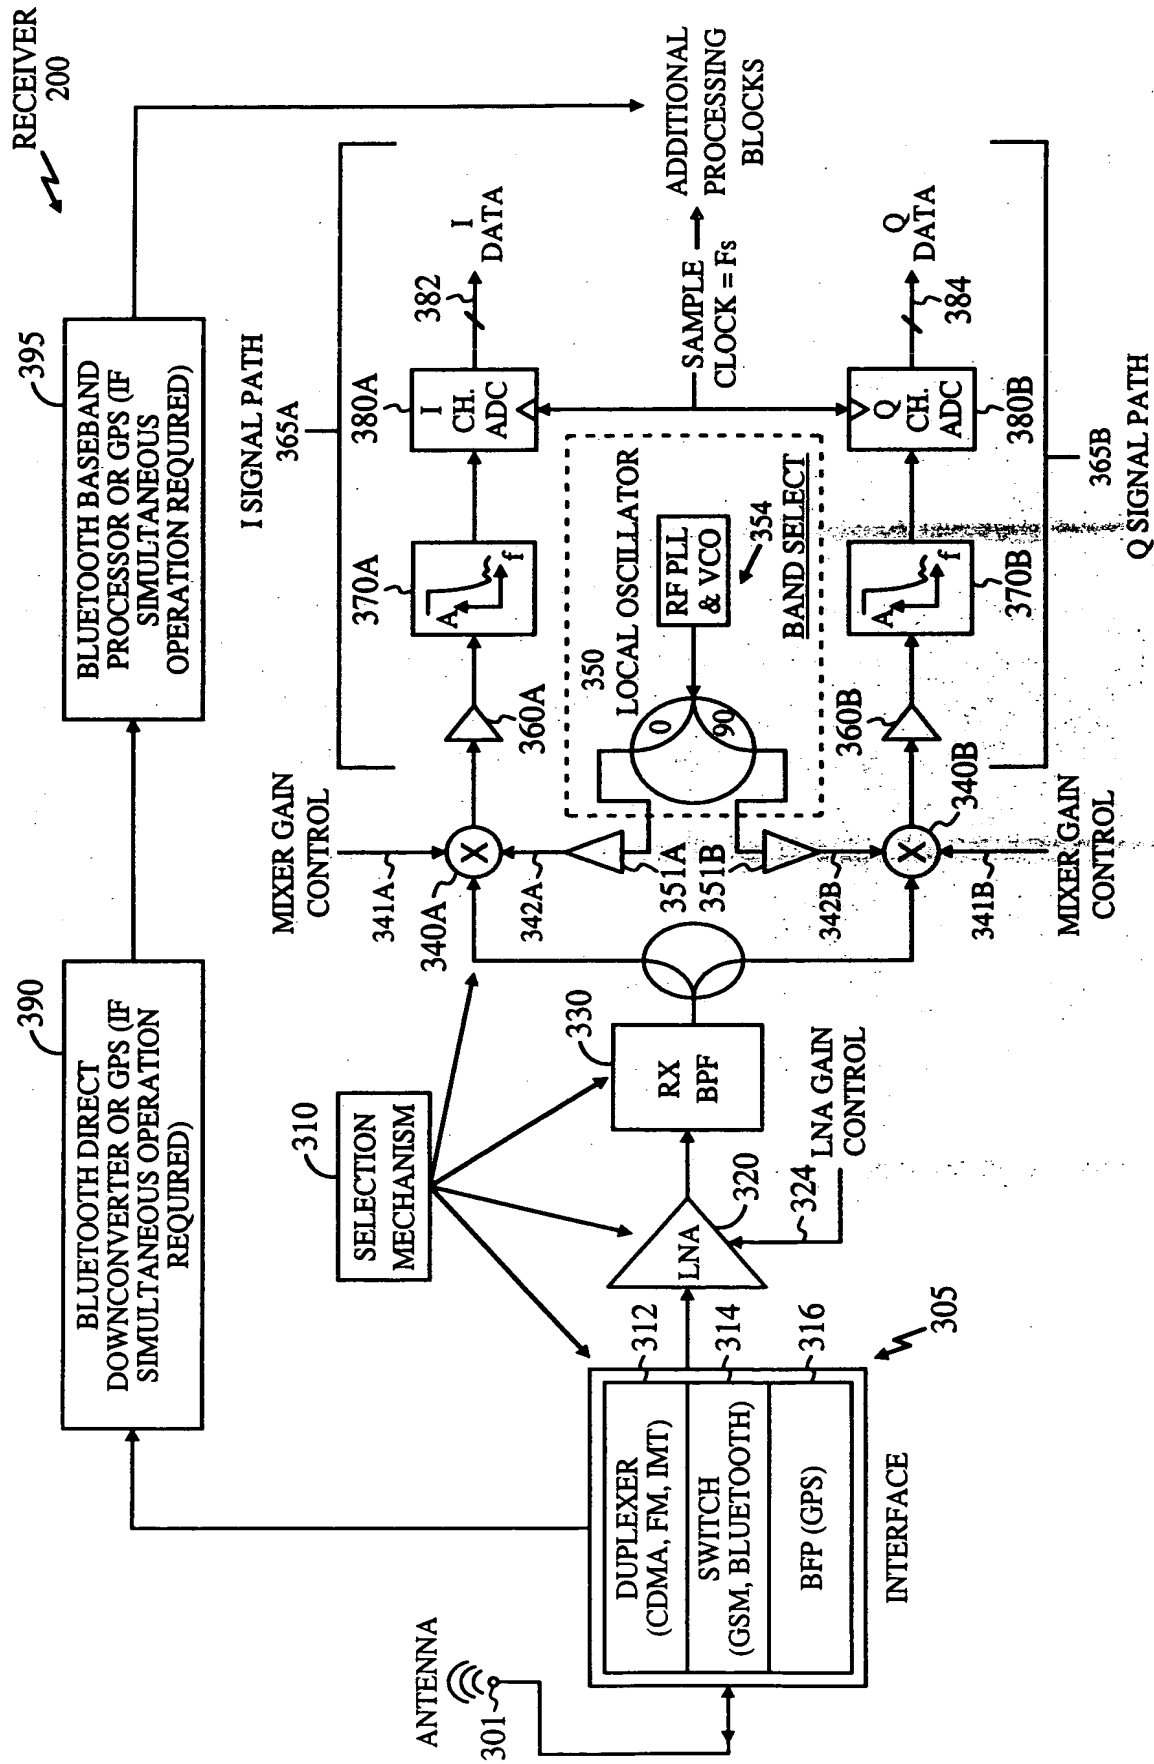 RECEIVER
200
395
BLUETOOTH BASEBAND
PROCESSOR OR GPS (IF
SIMULTANEOUS
OPERATION REQUIRED)
390
BLUETOOTH DIRECT
DOWNCONVERTER OR GPS (IF
SIMULTANEOUS OPERATION
REQUIRED)
I SIGNAL PATH
365A
MIXER GAIN
CONTROL
341A
340A
342A
360A
370A
A
f
380A
I
CH.
ADC
382
I
DATA
310
SELECTION
MECHANISM
ANTENNA
301
DUPLEXER
(CDMA, FM, IMT)
312
SWITCH
(GSM, BLUETOOTH)
314
BFP (GPS)
316
INTERFACE
305
LNA
320
324
LNA GAIN
CONTROL
330
RX
BPF
351A
351B
350
LOCAL OSCILLATOR
0
90
RF PLL
& VCO
354
BAND SELECT
SAMPLE
CLOCK = Fs
ADDITIONAL
PROCESSING
BLOCKS
342B
341B
340B
MIXER GAIN
CONTROL
360B
370B
A
f
380B
Q
CH.
ADC
384
Q
DATA
365B
Q SIGNAL PATH